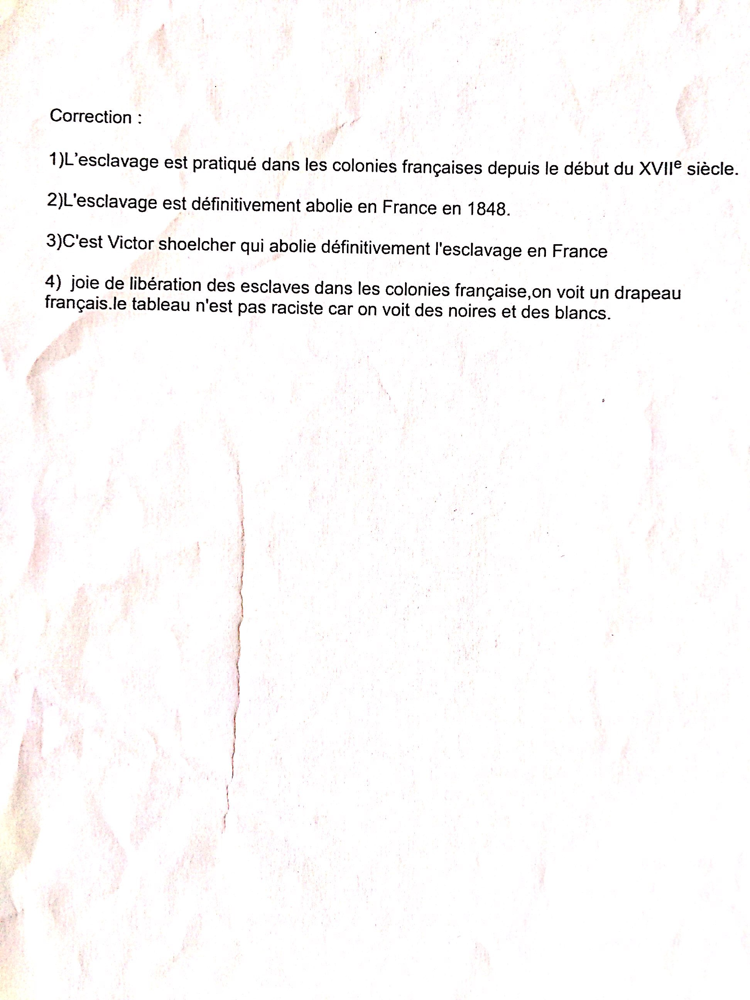 Correction :
1)L'esclavage est pratiqué dans les colonies françaises depuis le début du XVIIe siècle.
2)L'esclavage est définitivement abolie en France en 1848.
3)C'est Victor shoelcher qui abolie définitivement l'esclavage en France
4) joie de libération des esclaves dans les colonies française,on voit un drapeau
français.le tableau n'est pas raciste car on voit des noires et des blancs.